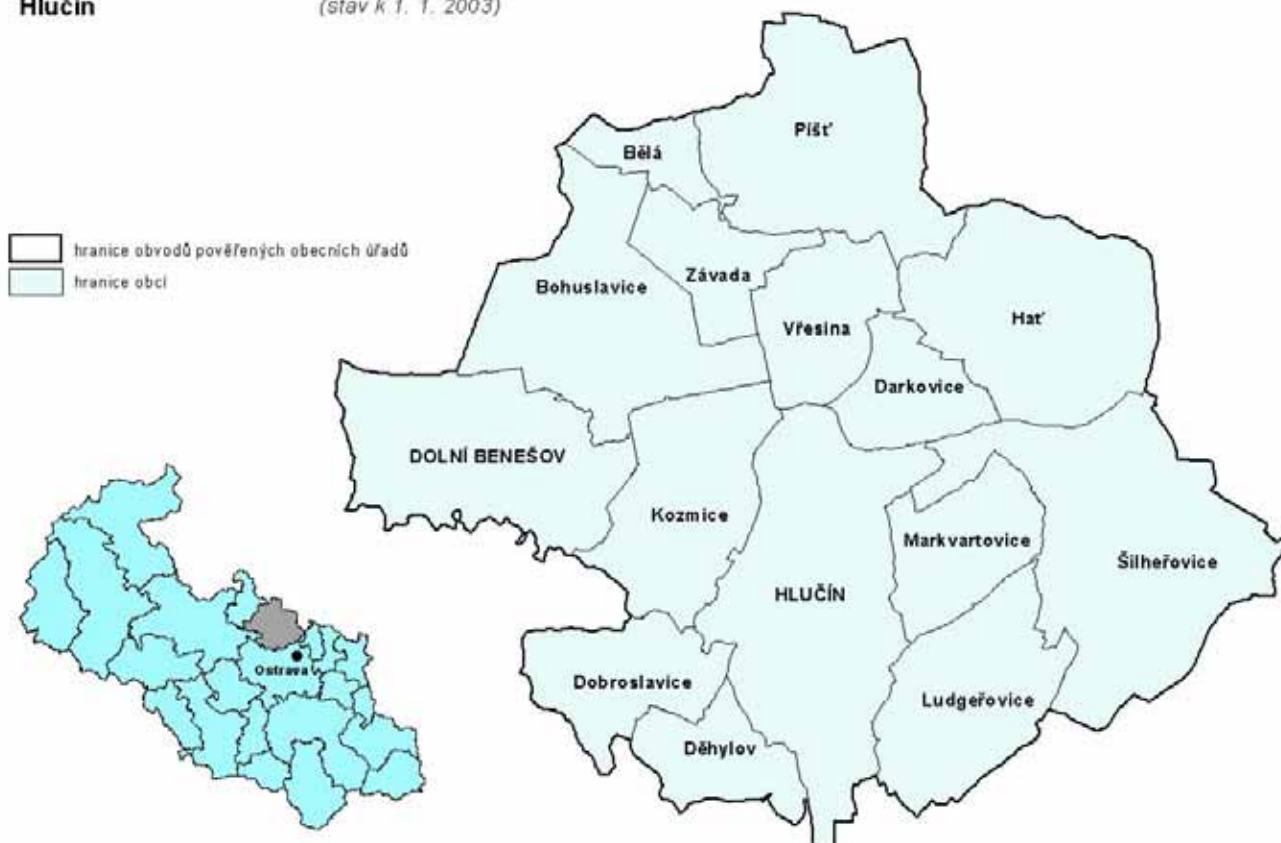 Hlučín (stav k 1. 1. 2003)
hranice obvodů pověřených obecních úřadů
hranice obcí
Píšť
Bělá
Závada
Bohuslavice
Vřesina
Hať
Darkovice
DOLNÍ BENEŠOV
Kozmice
Markvartovice
Šilheřovice
HLUČÍN
Dobroslavice
Ludgeřovice
Děhylov
Ostrava